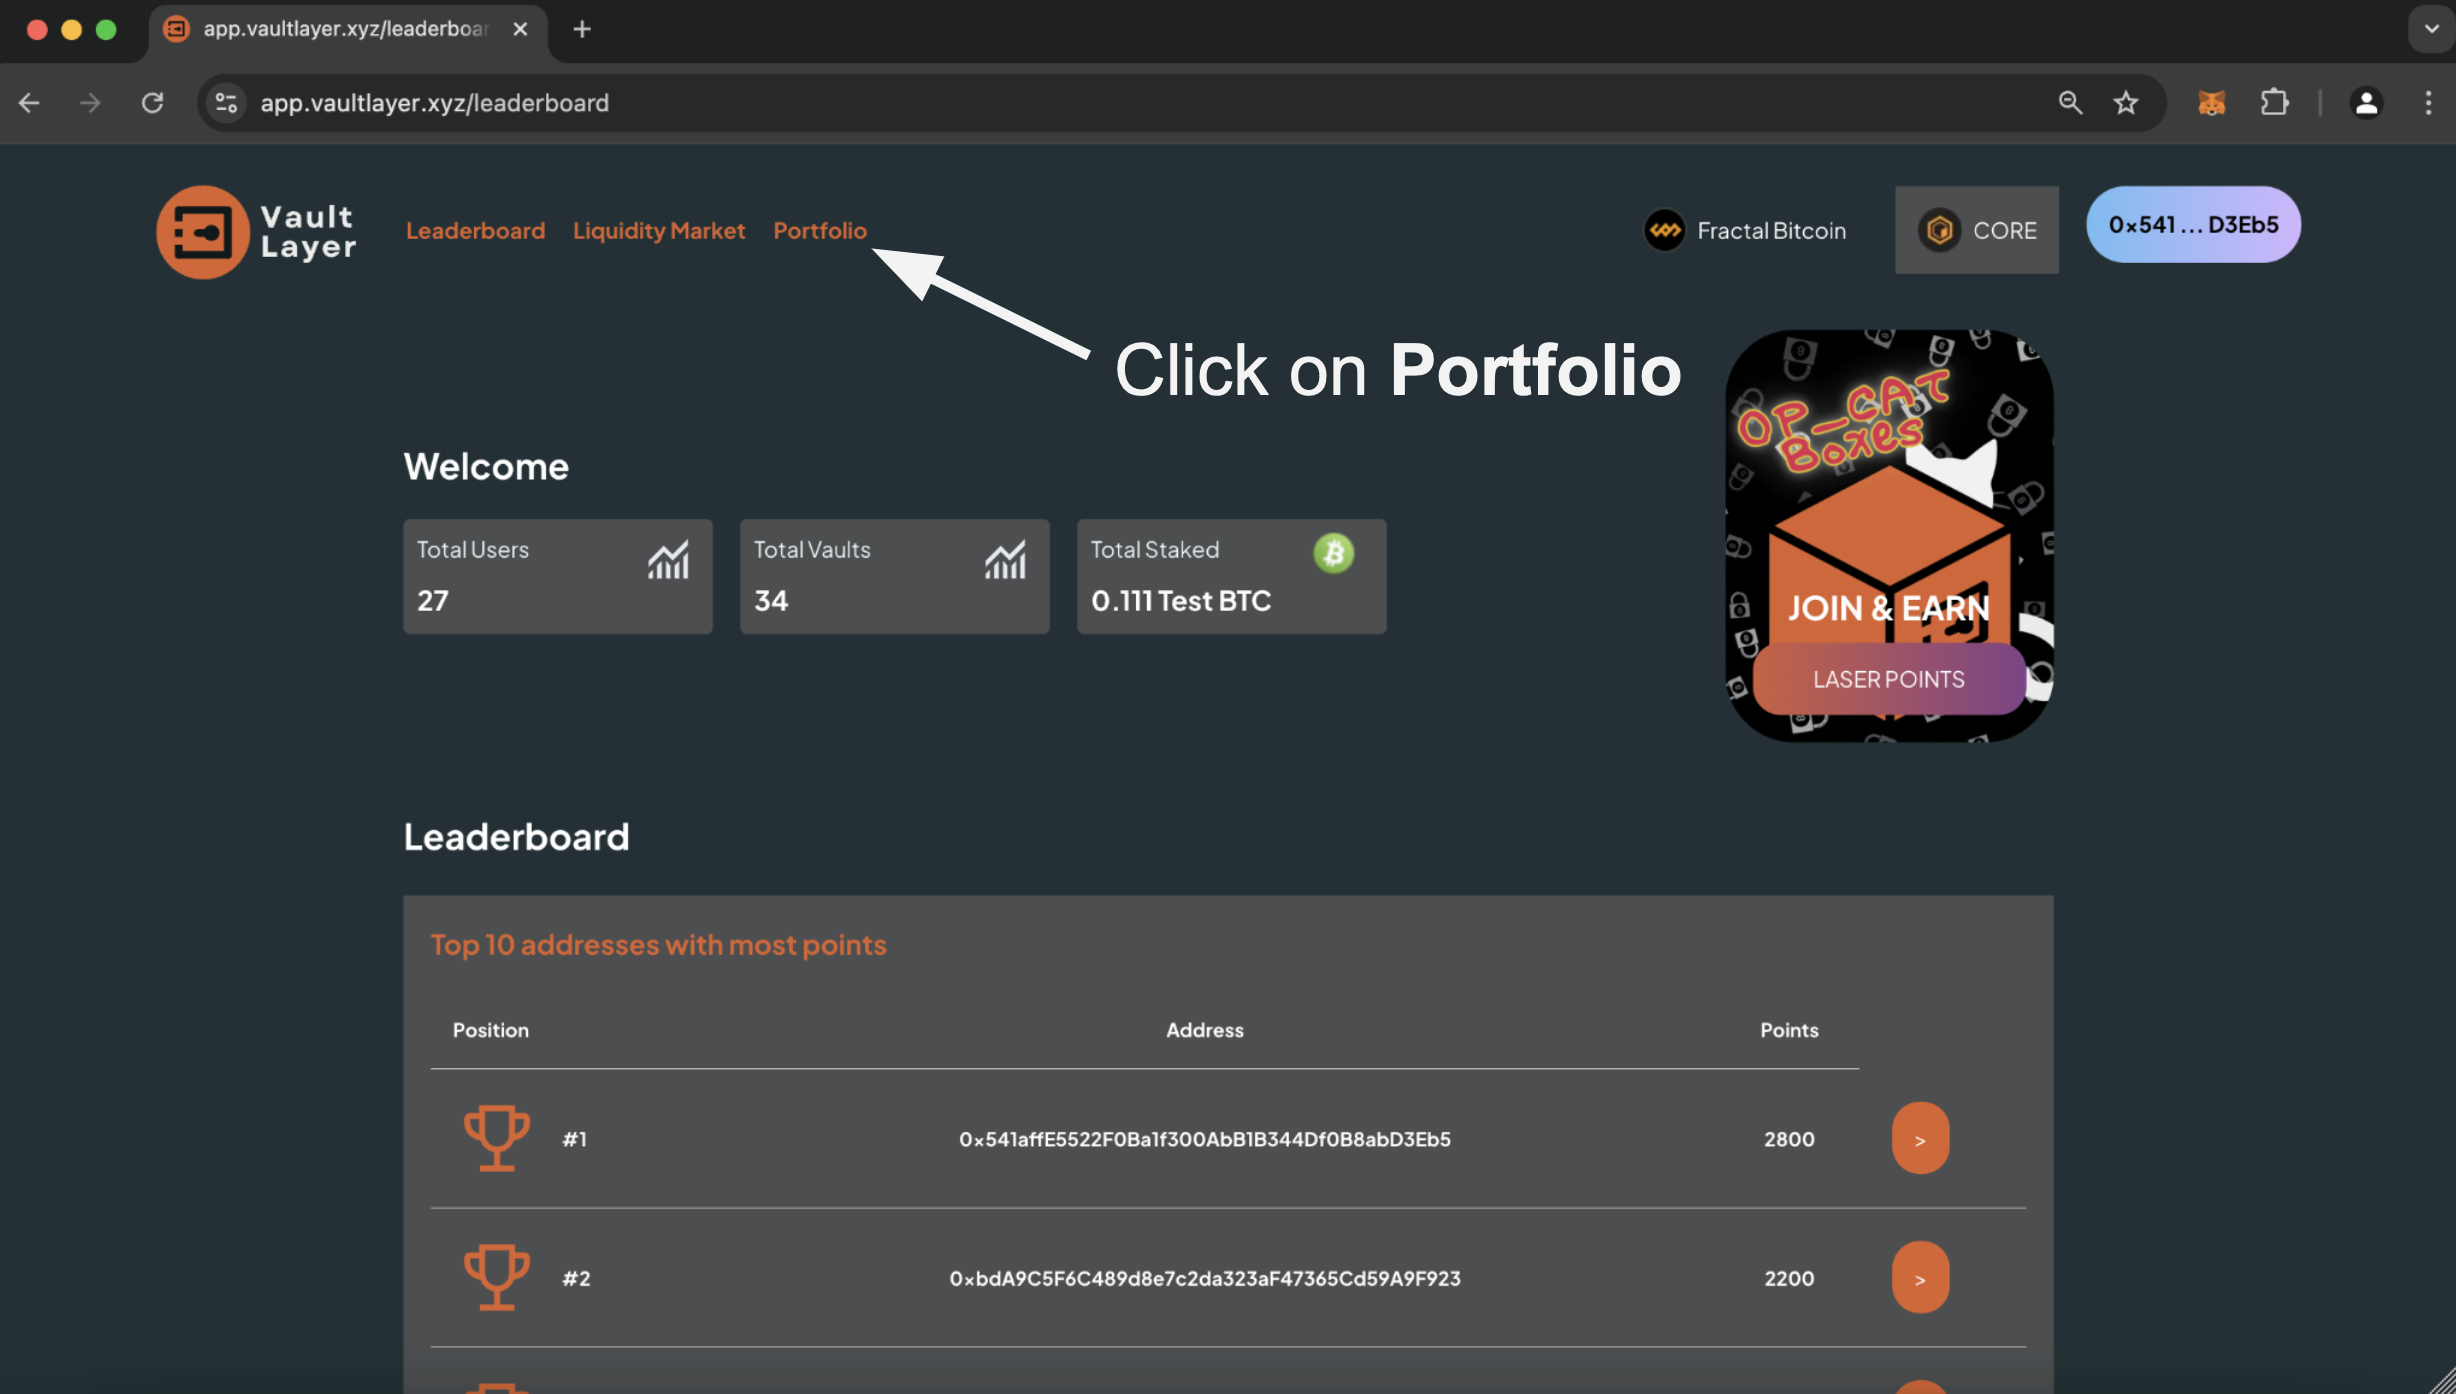 app.vaultlayer.xyz/leaderboar
app.vaultlayer.xyz/leaderboard
Vault
Layer
Leaderboard Liquidity Market Portfolio
Fractal Bitcoin
CORE
0x541 ... D3Eb5
Click on Portfolio
OP_CAT
Boxes
JOIN & EARN
LASER POINTS
Welcome
Total Users
27
Total Vaults
34
Total Staked
0.111 Test BTC
Leaderboard
Top 10 addresses with most points
Position Address Points
#1 0x541affE5522F0Ba1f300AbB1B344Df0B8abD3Eb5 2800 >
#2 0xbdA9C5F6C489d8e7c2da323aF47365Cd59A9F923 2200 >